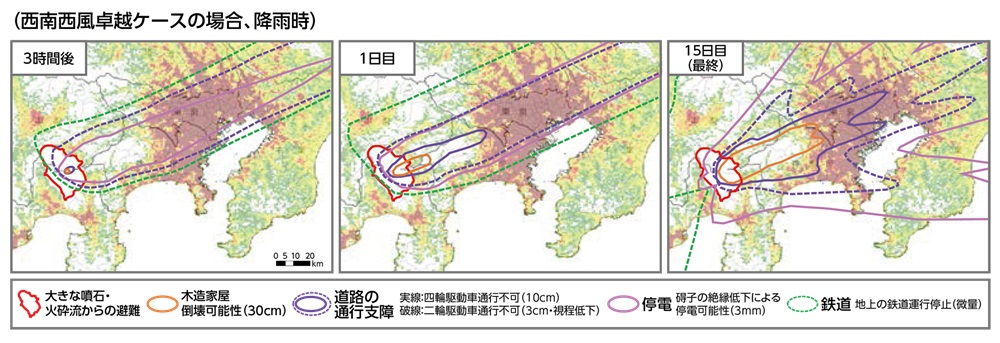 （西南西風卓越ケースの場合、降雨時）
3時間後
1日目
15日目
（最終）
0 5 10 20
km
大きな噴石・
火砕流からの避難
木造家屋
倒壊可能性（30cm）
道路の
通行支障
実線：四輪駆動車通行不可（10cm）
破線：二輪駆動車通行不可（3cm・視程低下）
停電
碍子の絶縁低下による
停電可能性（3mm）
鉄道
地上の鉄道運行停止（微量）